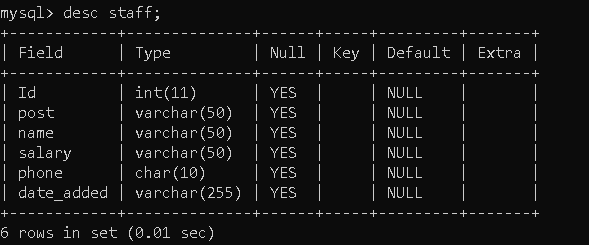 mysql> desc staff;
+------------+--------------+------+-----+---------+-------+
| Field      | Type         | Null | Key | Default | Extra |
+------------+--------------+------+-----+---------+-------+
| Id         | int(11)      | YES  |     | NULL    |       |
| post       | varchar(50)  | YES  |     | NULL    |       |
| name       | varchar(50)  | YES  |     | NULL    |       |
| salary     | varchar(50)  | YES  |     | NULL    |       |
| phone      | char(10)     | YES  |     | NULL    |       |
| date_added | varchar(255) | YES  |     | NULL    |       |
+------------+--------------+------+-----+---------+-------+
6 rows in set (0.01 sec)